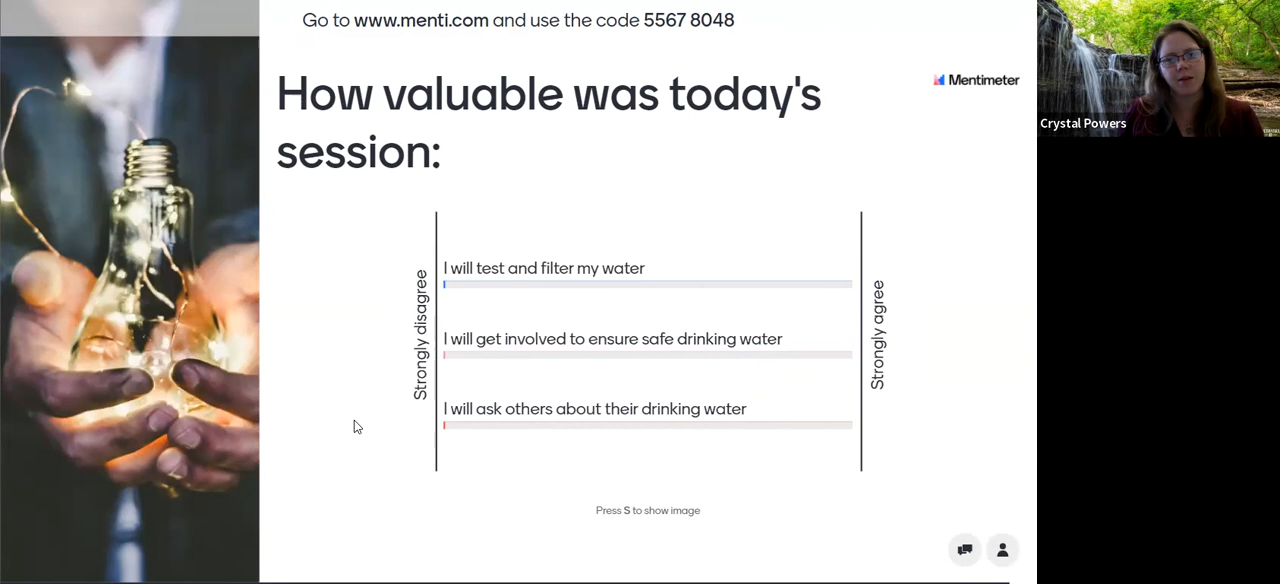 Go to www.menti.com and use the code 5567 8048
How valuable was today's
session:
Mentimeter
Strongly disagree
I will test and filter my water
I will get involved to ensure safe drinking water
I will ask others about their drinking water
Strongly agree
Press S to show image
Crystal Powers